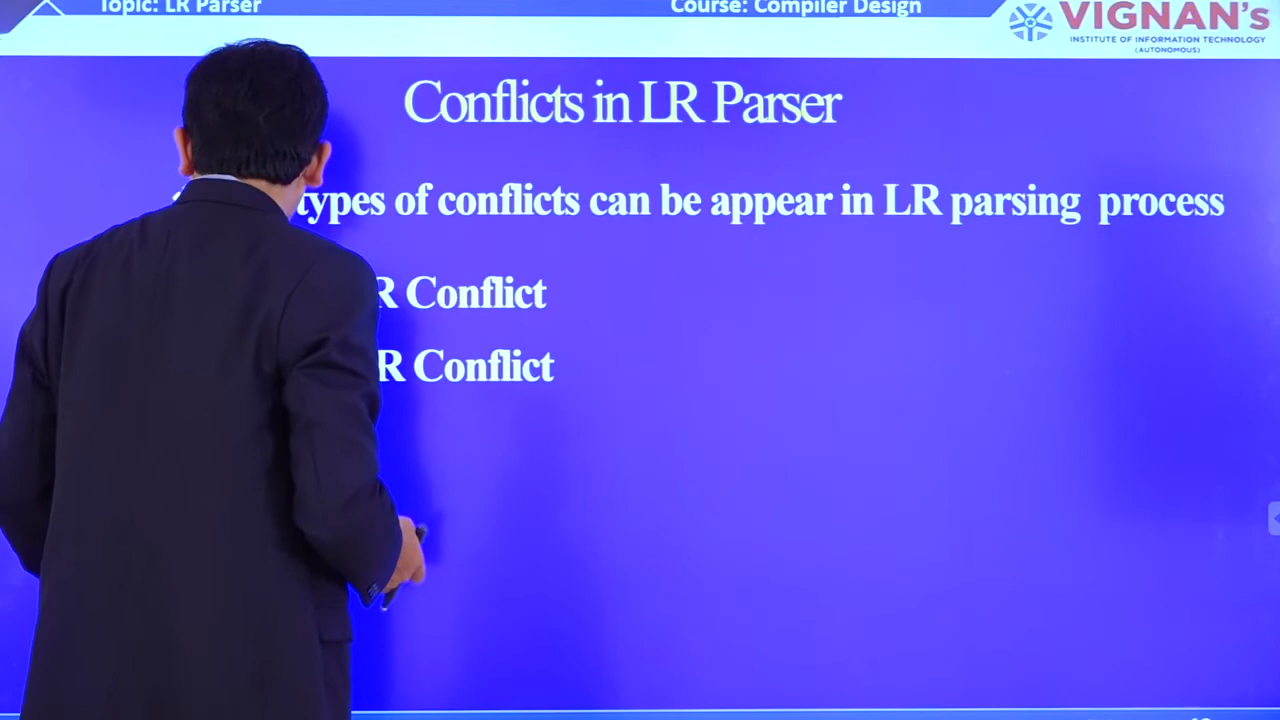 Topic: LR Parser
Course: Compiler Design
VIGNAN's
INSTITUTE OF INFORMATION TECHNOLOGY
(AUTONOMOUS)
Conflicts in LR Parser
types of conflicts can be appear in LR parsing process
R Conflict
R Conflict